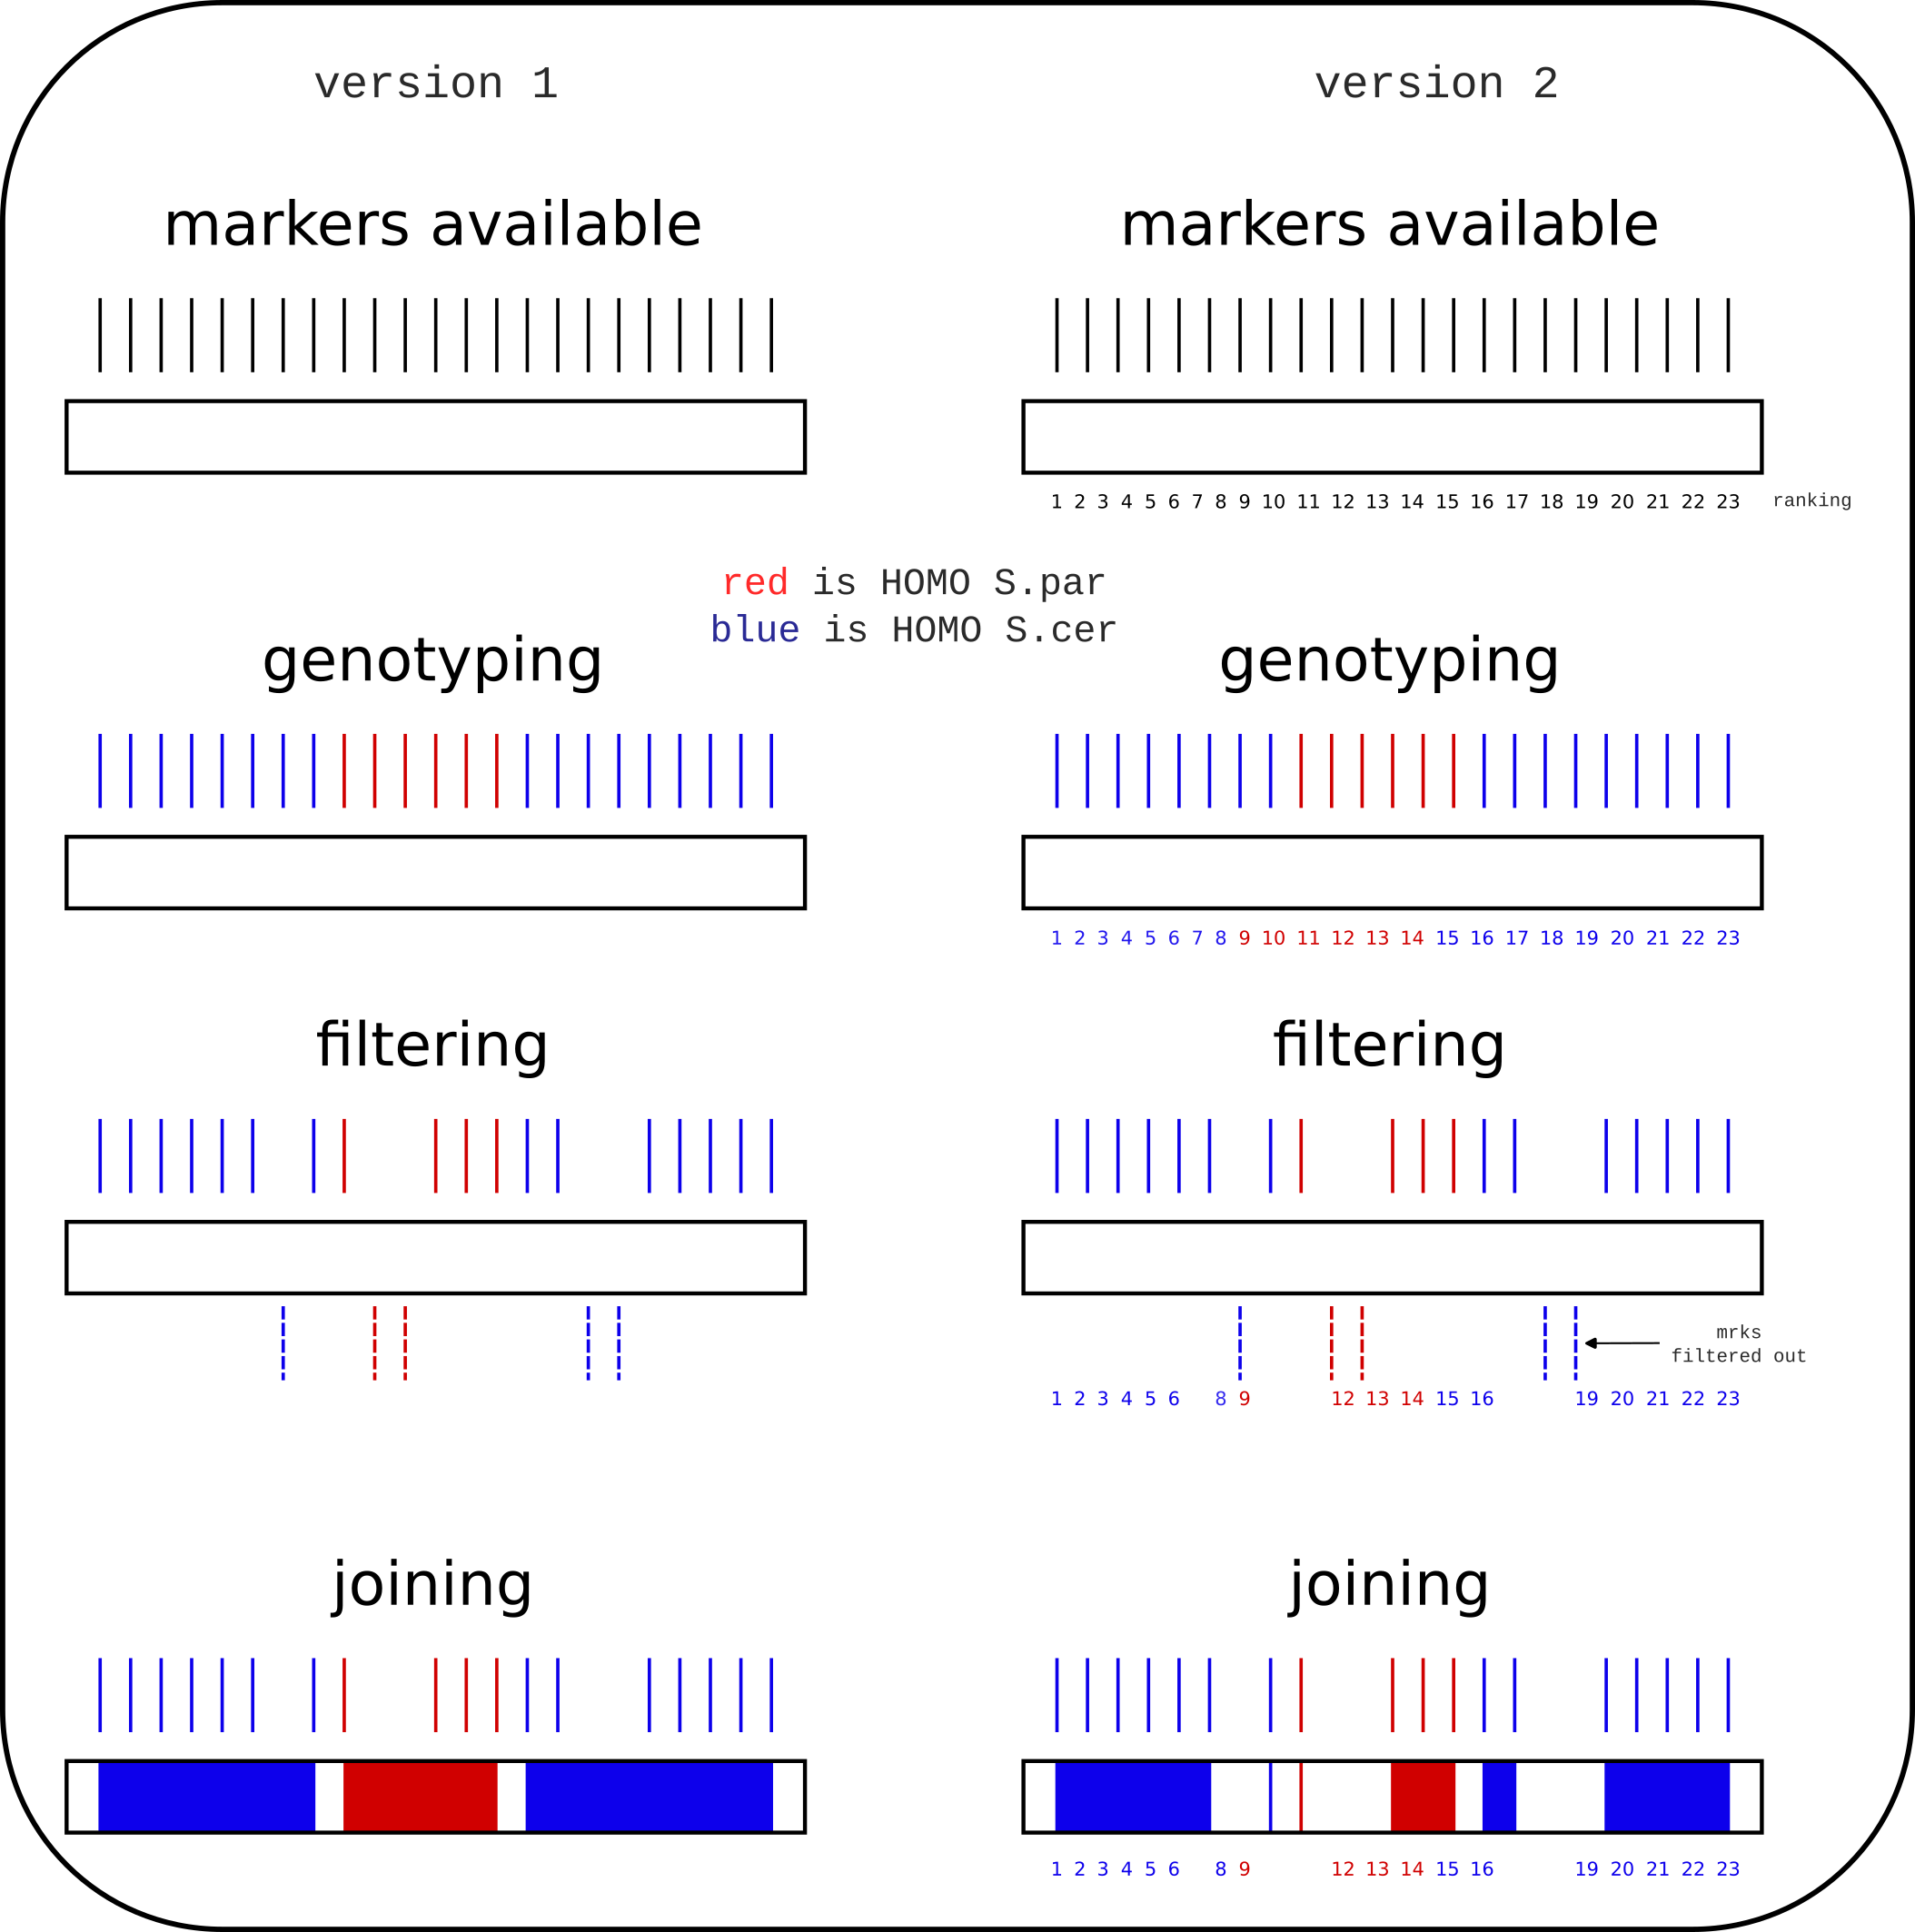 version 1
version 2
markers available
markers available
1 2 3 4 5 6 7 8 9 10 11 12 13 14 15 16 17 18 19 20 21 22 23 ranking
red is HOMO S.par
blue is HOMO S.cer
genotyping
genotyping
1 2 3 4 5 6 7 8 9 10 11 12 13 14 15 16 17 18 19 20 21 22 23
filtering
filtering
mrks
filtered out
1 2 3 4 5 6 8 9 12 13 14 15 16 19 20 21 22 23
joining
joining
1 2 3 4 5 6 8 9 12 13 14 15 16 19 20 21 22 23